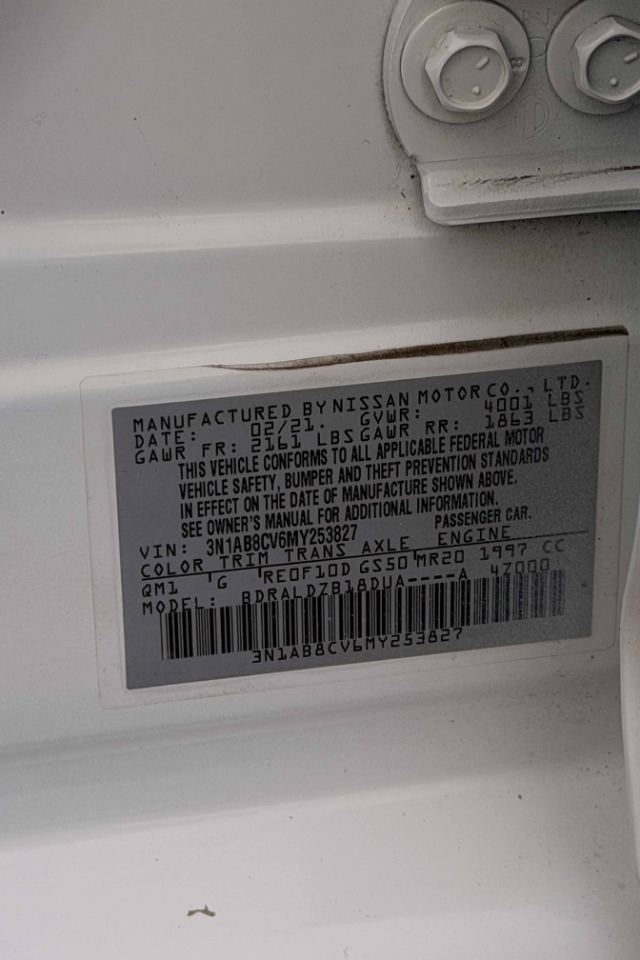 MANUFACTURED BY NISSAN MOTOR CO., LTD.
DATE: 02/21. GVWR: 4001 LBS
GAWR FR: 2161 LBS GAWR RR: 1863 LBS
THIS VEHICLE CONFORMS TO ALL APPLICABLE FEDERAL MOTOR
VEHICLE SAFETY, BUMPER AND THEFT PREVENTION STANDARDS
IN EFFECT ON THE DATE OF MANUFACTURE SHOWN ABOVE.
SEE OWNER'S MANUAL FOR ADDITIONAL INFORMATION.
VIN: 3N1AB8CV6MY253827 PASSENGER CAR.
COLOR TRIM TRANS AXLE ENGINE
QM1 G RE0F10D GS50 MR20 1997 CC
MODEL: BDRALDZB18DUA----A 47000
3N1AB8CV6MY253827